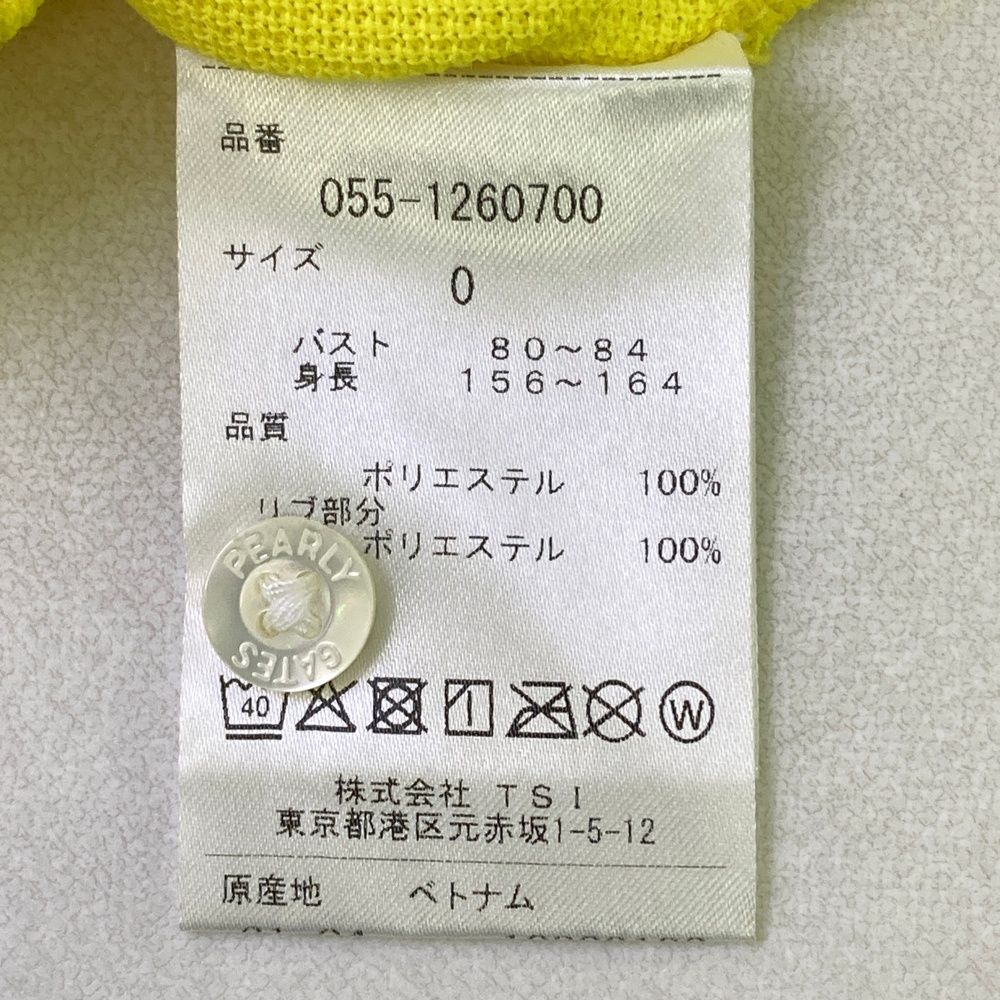 品番
055-1260700
サイズ
0
バスト 80～84
身長 156～164
品質
ポリエステル 100%
リブ部分
ポリエステル 100%
PEARLY
GATES
40
W
株式会社 TSI
東京都港区元赤坂1-5-12
原産地 ベトナム